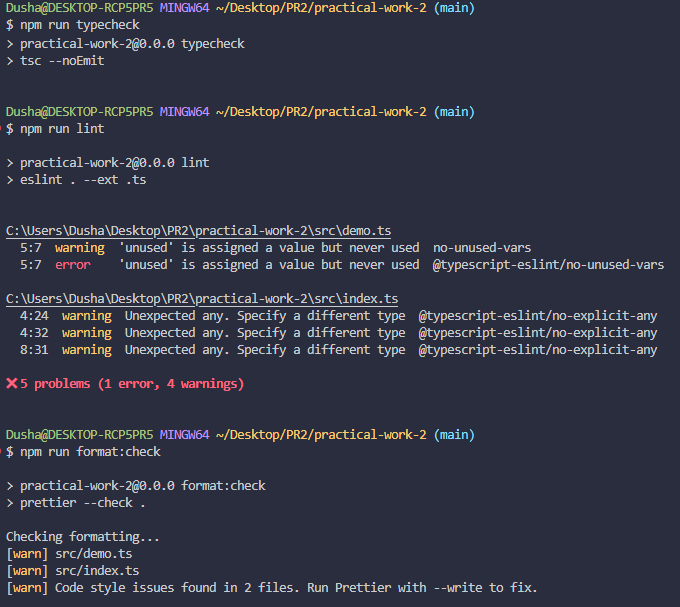 Dusha@DESKTOP-RCP5PR5 MINGW64 ~/Desktop/PR2/practical-work-2 (main)
$ npm run typecheck
> practical-work-2@0.0.0 typecheck
> tsc --noEmit
Dusha@DESKTOP-RCP5PR5 MINGW64 ~/Desktop/PR2/practical-work-2 (main)
$ npm run lint
> practical-work-2@0.0.0 lint
> eslint . --ext .ts
C:\Users\Dusha\Desktop\PR2\practical-work-2\src\demo.ts
5:7 warning 'unused' is assigned a value but never used no-unused-vars
5:7 error 'unused' is assigned a value but never used @typescript-eslint/no-unused-vars
C:\Users\Dusha\Desktop\PR2\practical-work-2\src\index.ts
4:24 warning Unexpected any. Specify a different type @typescript-eslint/no-explicit-any
4:32 warning Unexpected any. Specify a different type @typescript-eslint/no-explicit-any
8:31 warning Unexpected any. Specify a different type @typescript-eslint/no-explicit-any
✖ 5 problems (1 error, 4 warnings)
Dusha@DESKTOP-RCP5PR5 MINGW64 ~/Desktop/PR2/practical-work-2 (main)
$ npm run format:check
> practical-work-2@0.0.0 format:check
> prettier --check .
Checking formatting...
[warn] src/demo.ts
[warn] src/index.ts
[warn] Code style issues found in 2 files. Run Prettier with --write to fix.